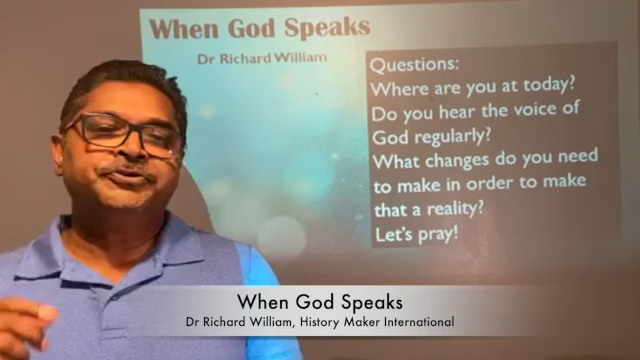 When God Speaks
Dr Richard William
Questions:
Where are you at today?
Do you hear the voice of
God regularly?
What changes do you need
to make in order to make
that a reality?
Let's pray!
When God Speaks
Dr Richard William, History Maker International